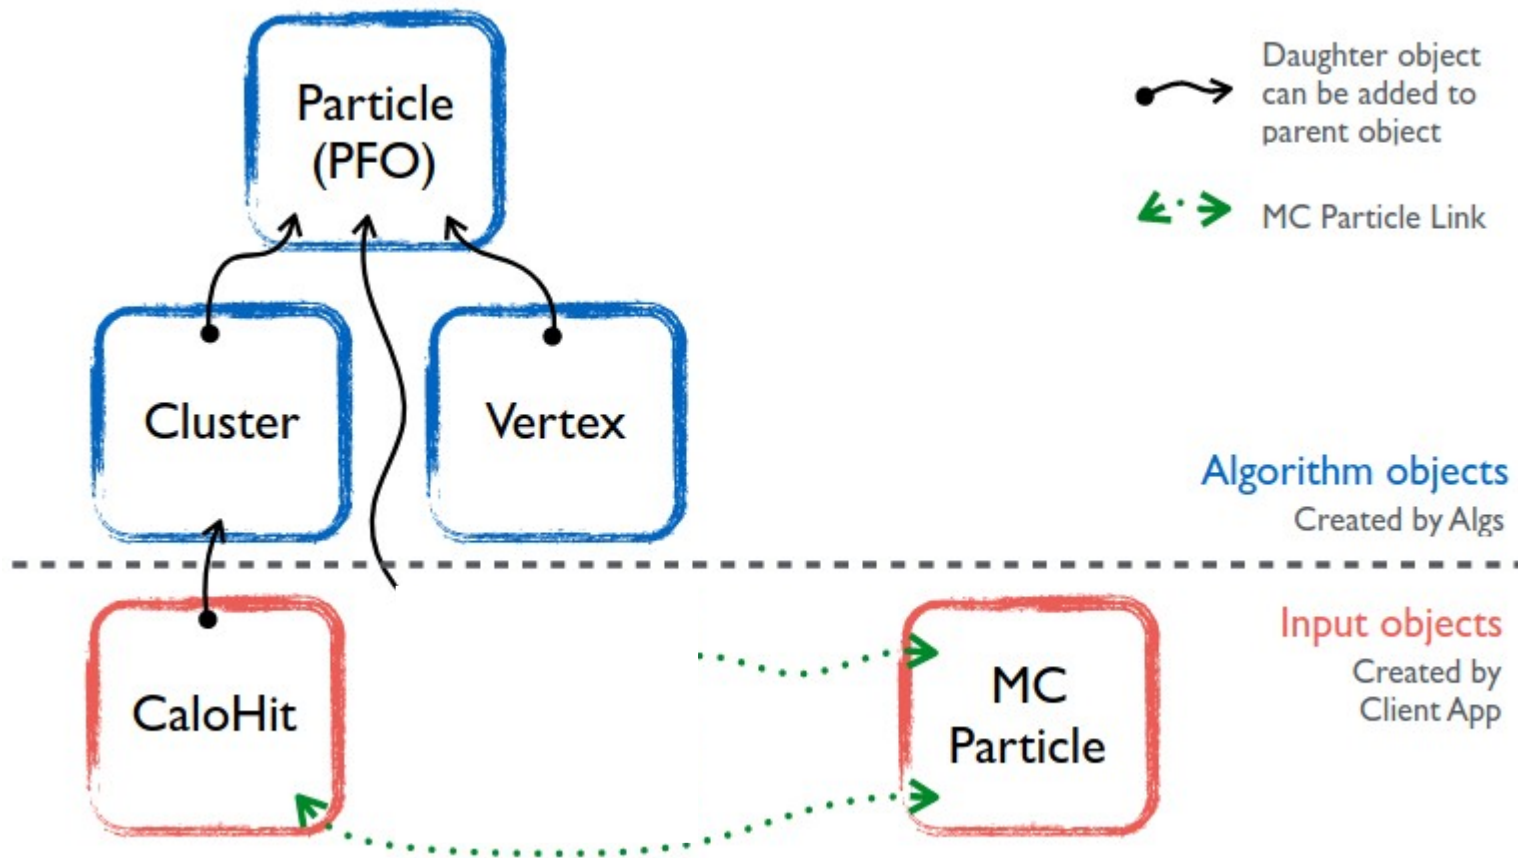 Particle
(PFO)
Daughter object
can be added to
parent object
MC Particle Link
Cluster
Vertex
Algorithm objects
Created by Algs
Input objects
Created by
Client App
CaloHit
MC
Particle